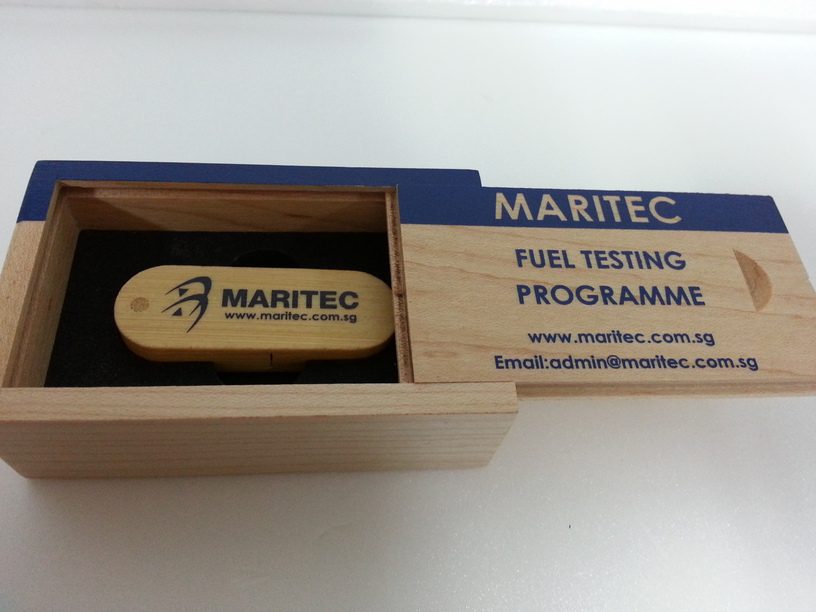 MARITEC
www.maritec.com.sg
MARITEC
FUEL TESTING
PROGRAMME
www.maritec.com.sg
Email:admin@maritec.com.sg